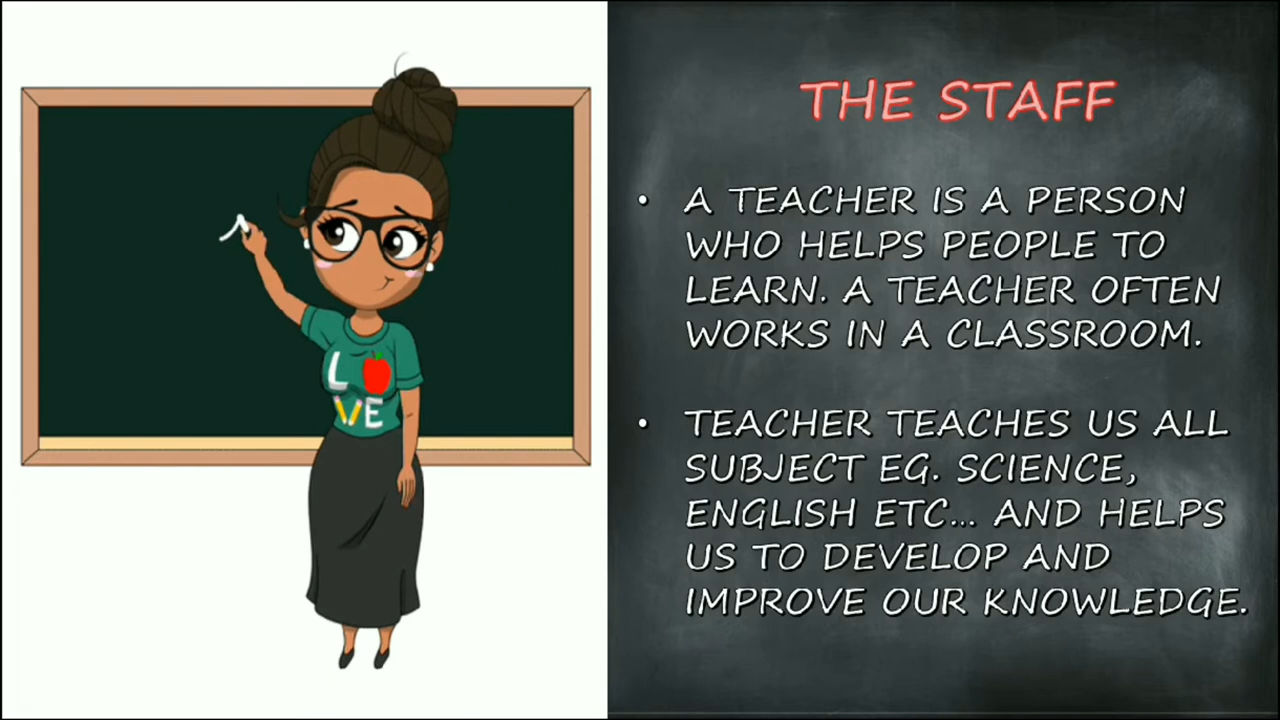 THE STAFF
• A TEACHER IS A PERSON
WHO HELPS PEOPLE TO
LEARN. A TEACHER OFTEN
WORKS IN A CLASSROOM.
• TEACHER TEACHES US ALL
SUBJECT EG. SCIENCE,
ENGLISH ETC... AND HELPS
US TO DEVELOP AND
IMPROVE OUR KNOWLEDGE.
L
VE